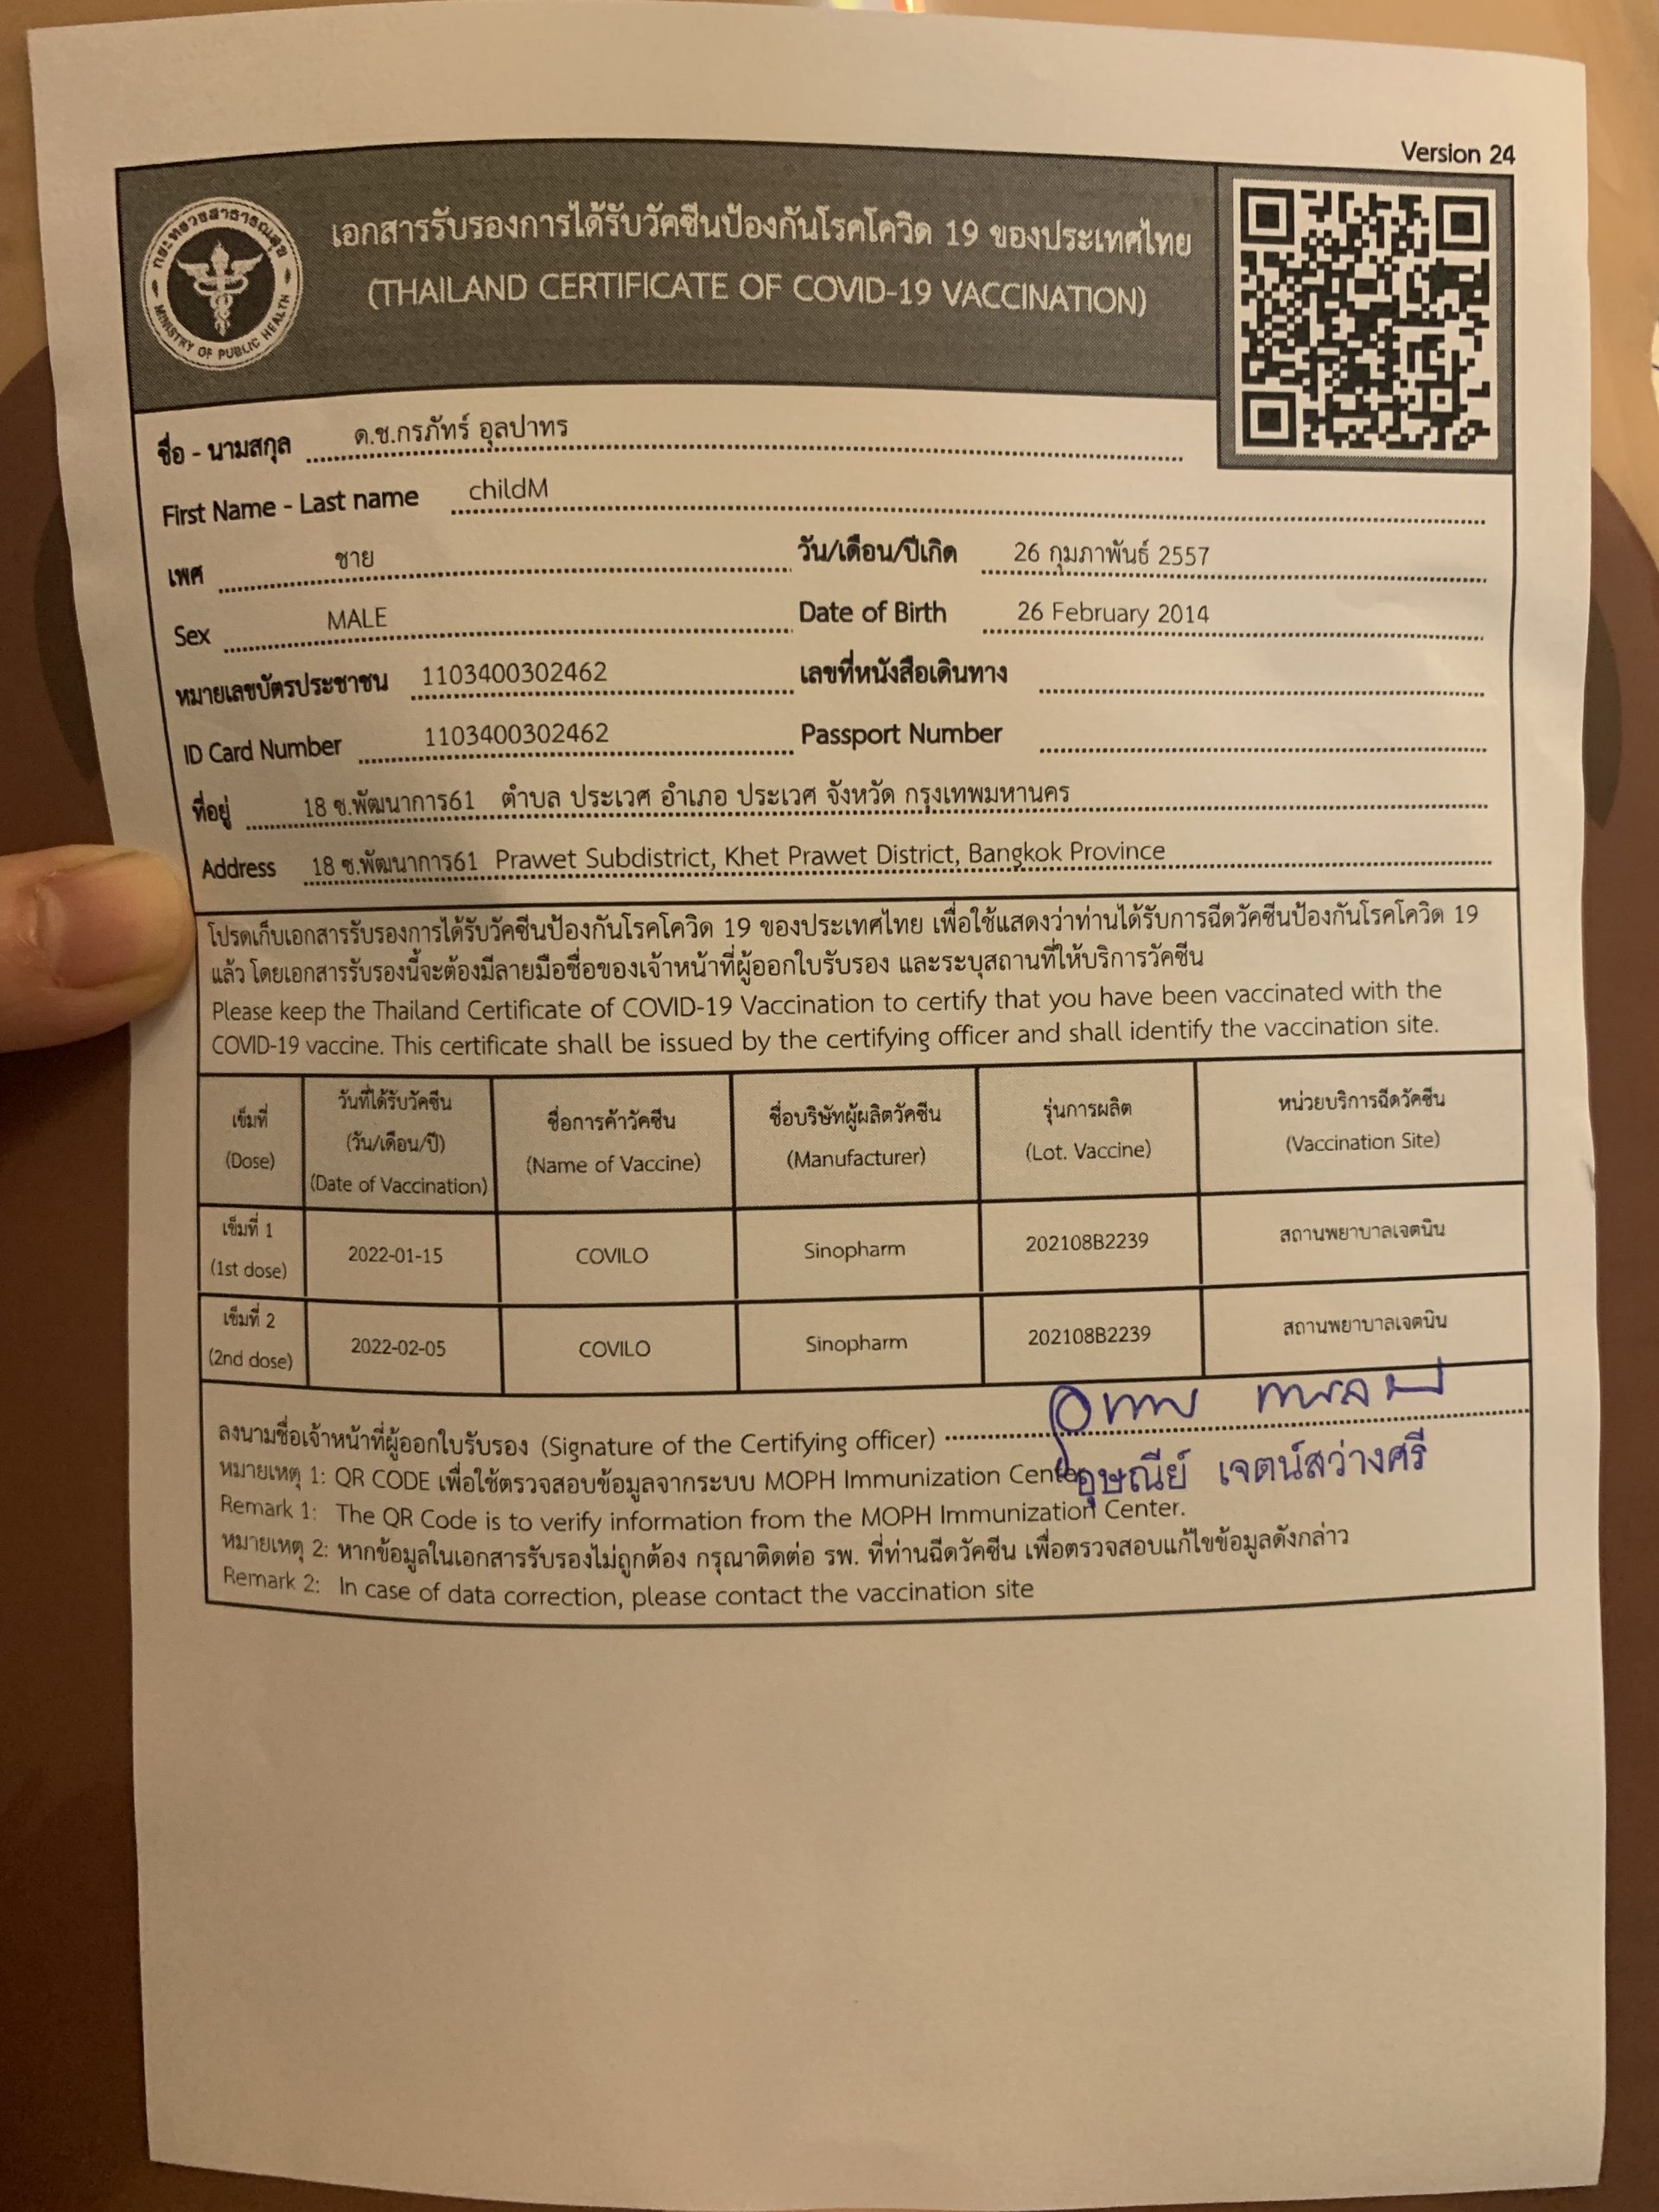 Version 24
กระทรวงสาธารณสุข
MINISTRY OF PUBLIC HEALTH
เอกสารรับรองการได้รับวัคซีนป้องกันโรคโควิด 19 ของประเทศไทย
(THAILAND CERTIFICATE OF COVID-19 VACCINATION)
ชื่อ - นามสกุล ด.ช.กรภัทร์ อุลปาทร
First Name - Last name childM
เพศ ชาย วัน/เดือน/ปีเกิด 26 กุมภาพันธ์ 2557
Sex MALE Date of Birth 26 February 2014
หมายเลขบัตรประชาชน 1103400302462 เลขที่หนังสือเดินทาง
ID Card Number 1103400302462 Passport Number
ที่อยู่ 18 ซ.พัฒนาการ61 ตำบล ประเวศ อำเภอ ประเวศ จังหวัด กรุงเทพมหานคร
Address 18 ซ.พัฒนาการ61 Prawet Subdistrict, Khet Prawet District, Bangkok Province
โปรดเก็บเอกสารรับรองการได้รับวัคซีนป้องกันโรคโควิด 19 ของประเทศไทย เพื่อใช้แสดงว่าท่านได้รับการฉีดวัคซีนป้องกันโรคโควิด 19
แล้ว โดยเอกสารรับรองนี้จะต้องมีลายมือชื่อของเจ้าหน้าที่ผู้ออกใบรับรอง และระบุสถานที่ให้บริการวัคซีน
Please keep the Thailand Certificate of COVID-19 Vaccination to certify that you have been vaccinated with the
COVID-19 vaccine. This certificate shall be issued by the certifying officer and shall identify the vaccination site.
เข็มที่ (Dose)
วันที่ได้รับวัคซีน (วัน/เดือน/ปี) (Date of Vaccination)
ชื่อการค้าวัคซีน (Name of Vaccine)
ชื่อบริษัทผู้ผลิตวัคซีน (Manufacturer)
รุ่นการผลิต (Lot. Vaccine)
หน่วยบริการฉีดวัคซีน (Vaccination Site)
เข็มที่ 1 (1st dose) 2022-01-15 COVILO Sinopharm 202108B2239 สถานพยาบาลเจตนิน
เข็มที่ 2 (2nd dose) 2022-02-05 COVILO Sinopharm 202108B2239 สถานพยาบาลเจตนิน
ลงนามชื่อเจ้าหน้าที่ผู้ออกใบรับรอง (Signature of the Certifying officer)
อุษณีย์ เจตน์สว่างศรี
หมายเหตุ 1: QR CODE เพื่อใช้ตรวจสอบข้อมูลจากระบบ MOPH Immunization Center
Remark 1: The QR Code is to verify information from the MOPH Immunization Center.
หมายเหตุ 2: หากข้อมูลในเอกสารรับรองไม่ถูกต้อง กรุณาติดต่อ รพ. ที่ท่านฉีดวัคซีน เพื่อตรวจสอบแก้ไขข้อมูลดังกล่าว
Remark 2: In case of data correction, please contact the vaccination site